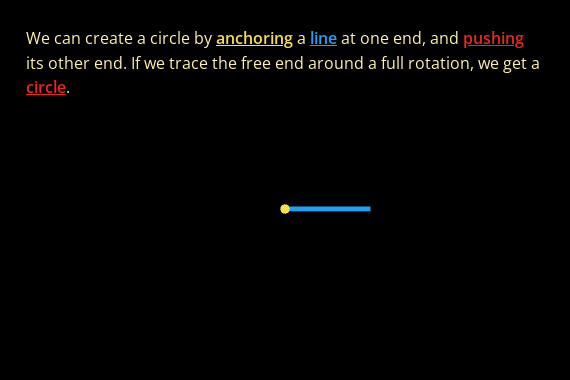 We can create a circle by anchoring a line at one end, and pushing
its other end. If we trace the free end around a full rotation, we get a
circle.